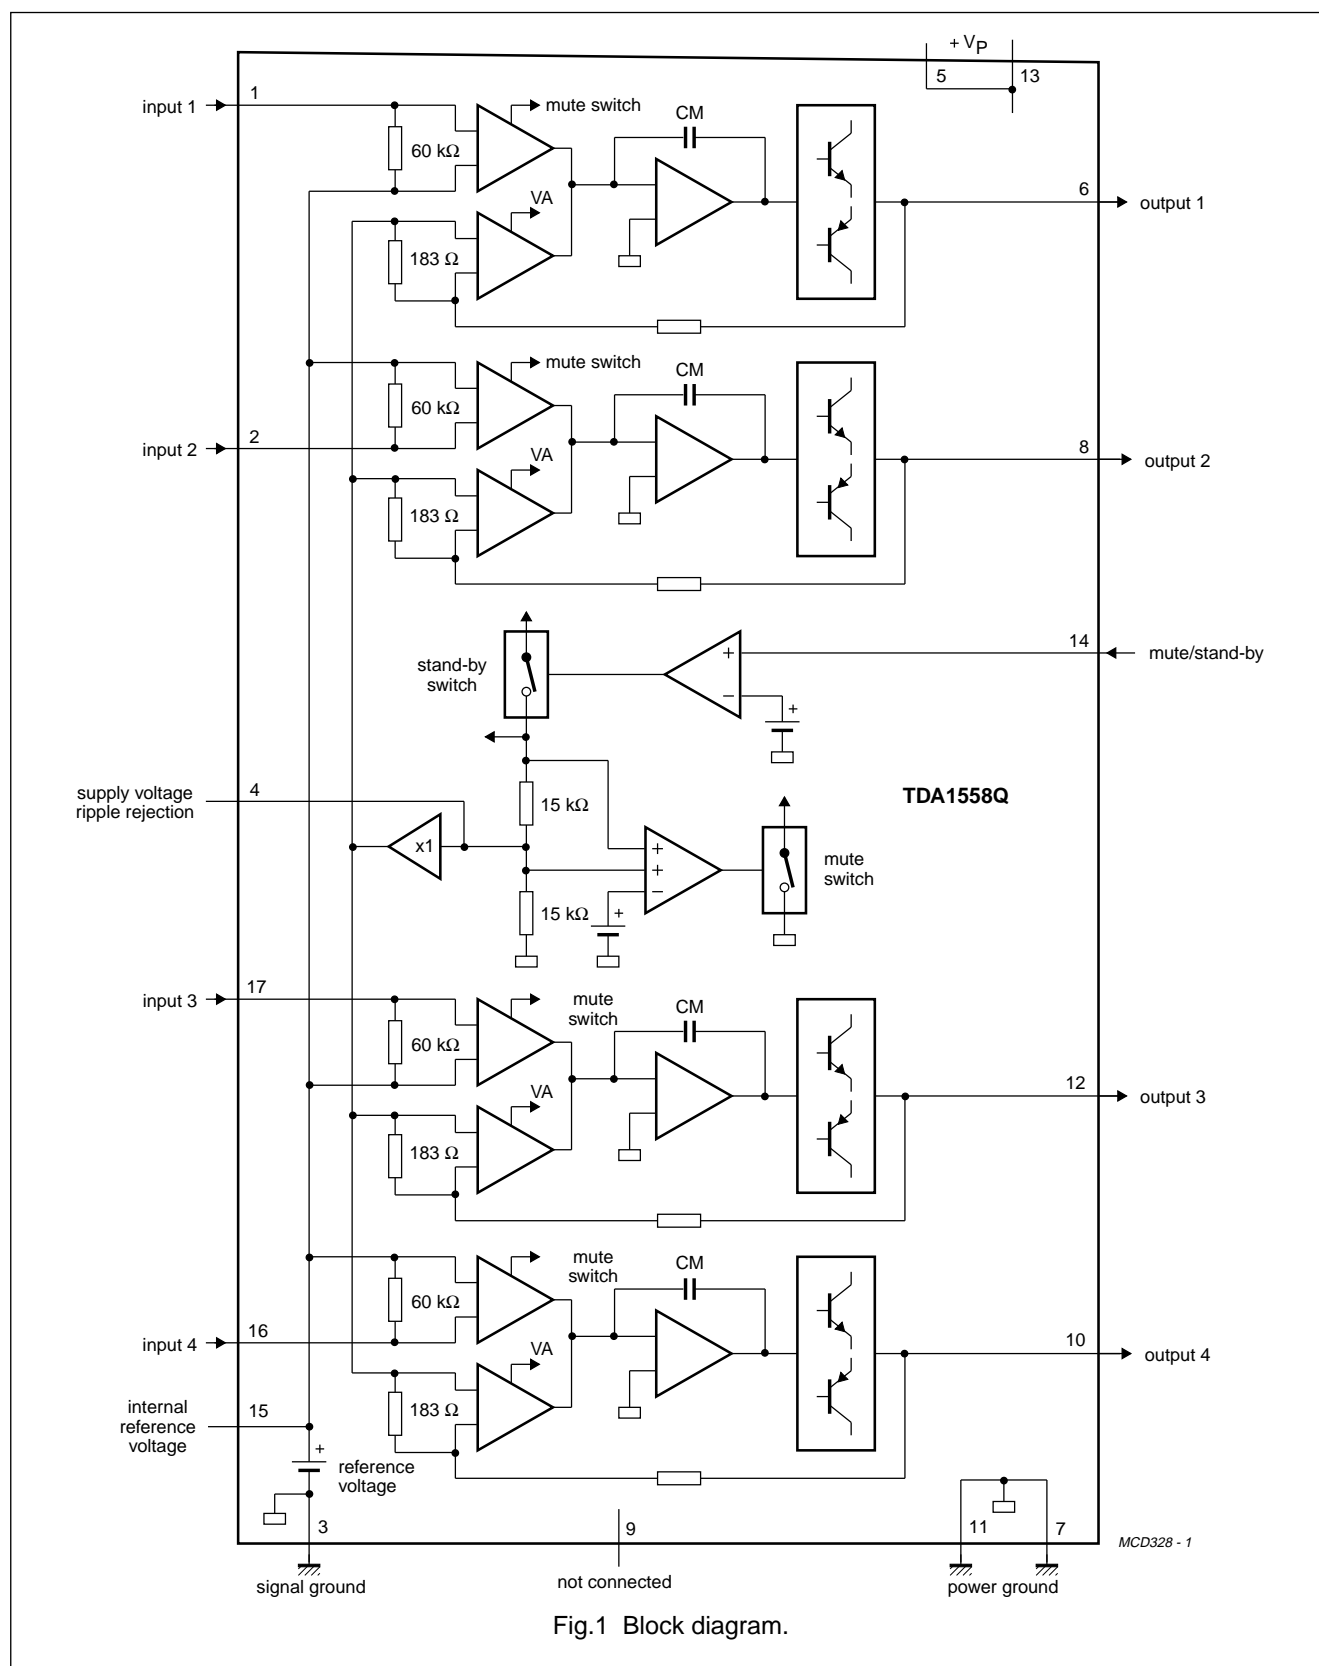 + VP
5
13
input 1
1
mute switch
CM
60 kΩ
VA
6
output 1
183 Ω
mute switch
CM
60 kΩ
input 2
2
VA
8
output 2
183 Ω
stand-by
switch
+
−
14
mute/stand-by
+
supply voltage
ripple rejection
4
15 kΩ
TDA1558Q
x1
+
+
−
mute
switch
15 kΩ
+
input 3
17
mute
switch
CM
60 kΩ
VA
12
output 3
183 Ω
mute
switch
CM
60 kΩ
input 4
16
VA
10
output 4
183 Ω
internal
reference
voltage
15
+
reference
voltage
3
9
11
7
MCD328 - 1
signal ground
not connected
power ground
Fig.1 Block diagram.